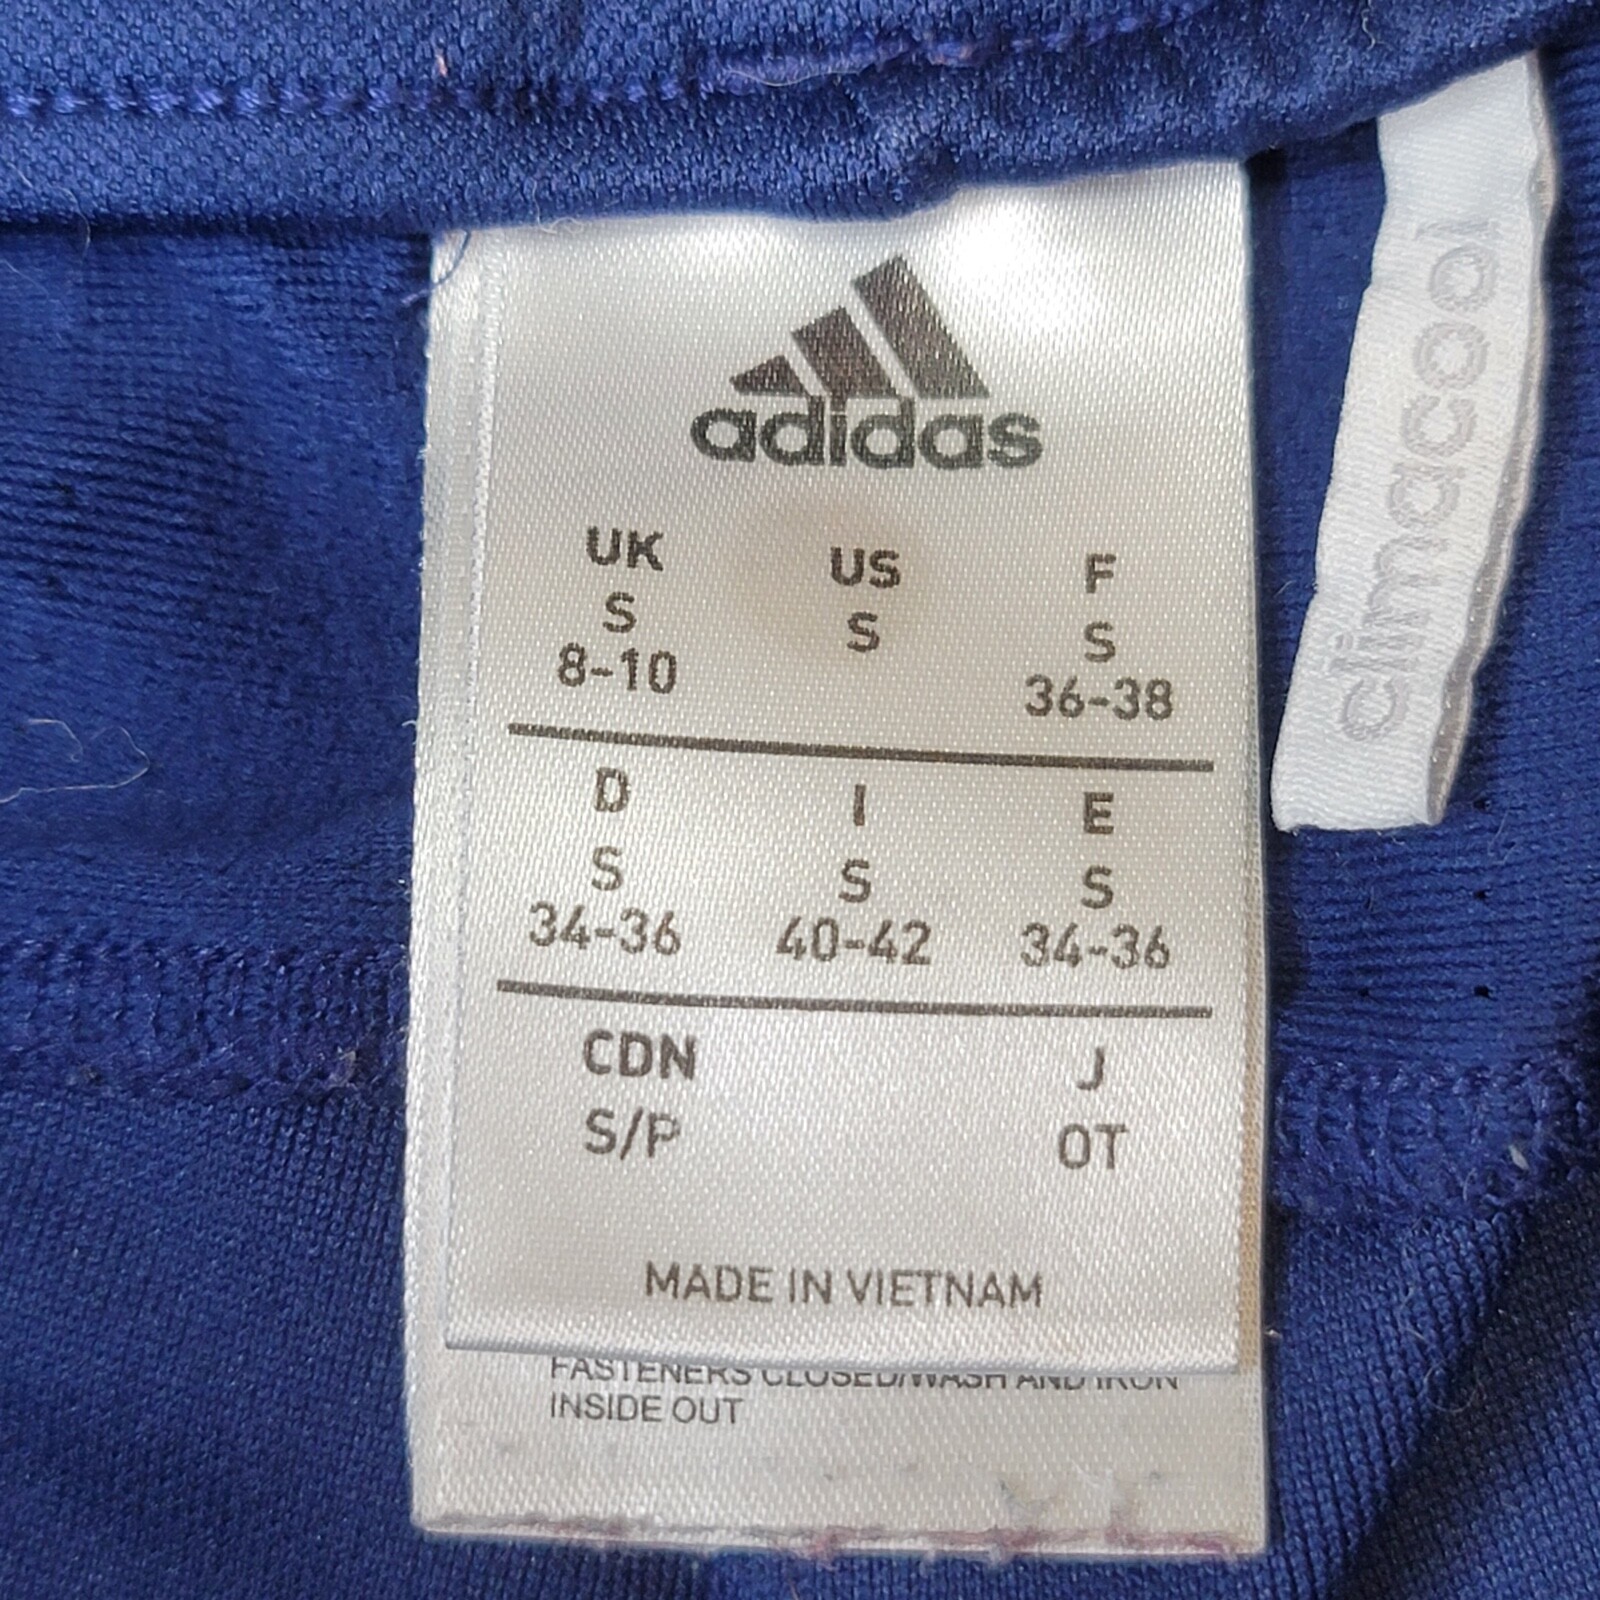 adidas
UK US F
S S S
8-10 36-38
D I E
S S S
34-36 40-42 34-36
CDN J
S/P OT
MADE IN VIETNAM
FASTENERS CLOSED/WASH AND IRON
INSIDE OUT
climacool